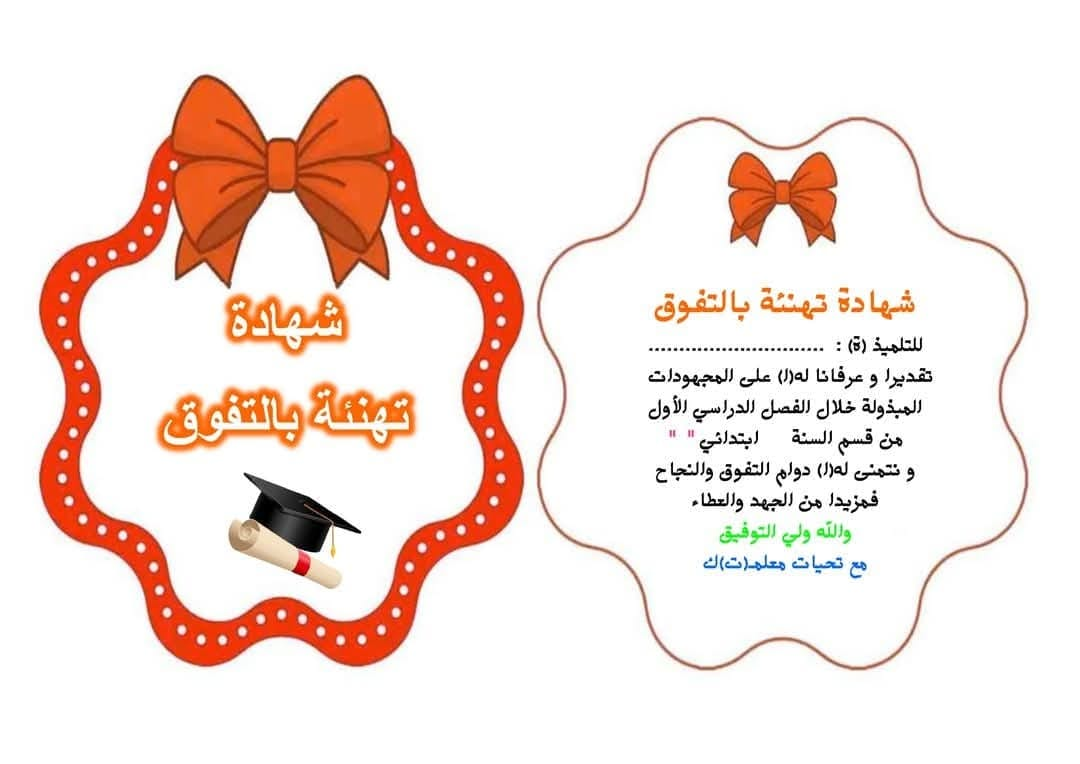 شهادة
تهنئة بالتفوق
شهادة تهنئة بالتفوق
للتلميذ (ة) : .............................
تقديرا و عرفانا له(ا) على المجهودات
المبذولة خلال الفصل الدراسي الأول
من قسم السنة     ابتدائي " "
و نتمنى له(ا) دوام التفوق والنجاح
فمزيدا من الجهد والعطاء
والله ولي التوفيق
مع تحيات معلمـ(ت)ك